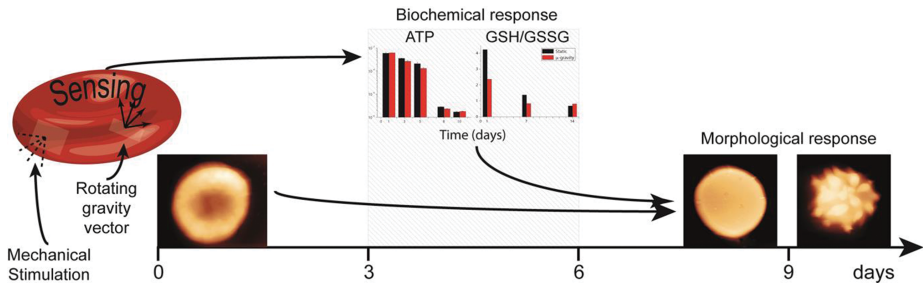 Biochemical response
ATP
GSH/GSSG
Static
μ-gravity
Sensing
Time (days)
Morphological response
Rotating
gravity
vector
Mechanical
Stimulation
0
3
6
9
days